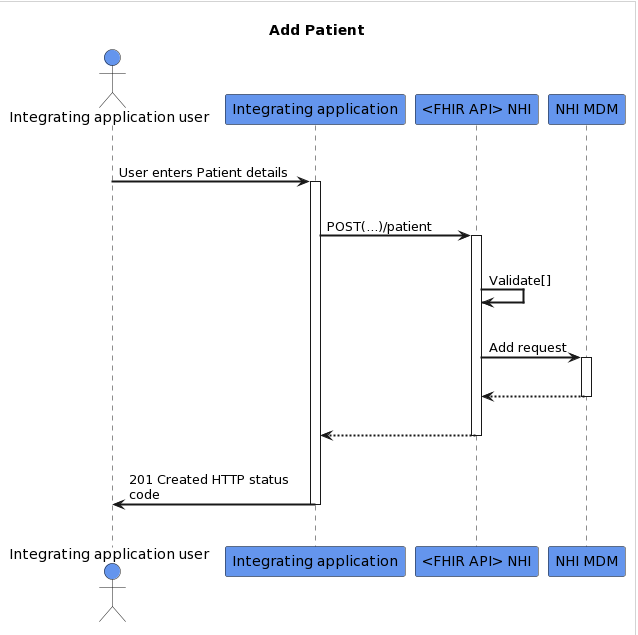 Add Patient
Integrating application user
Integrating application
<FHIR API> NHI
NHI MDM
User enters Patient details
POST(...)/patient
Validate[]
Add request
201 Created HTTP status
code
Integrating application user
Integrating application
<FHIR API> NHI
NHI MDM